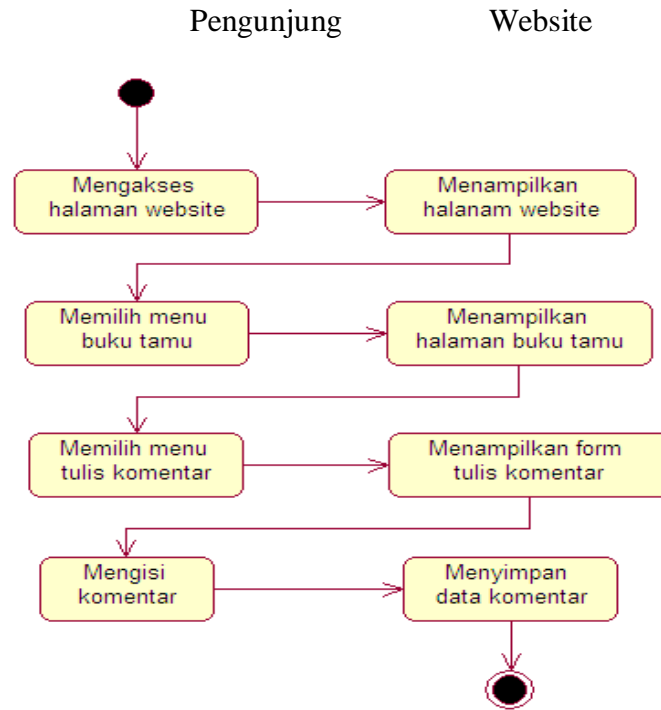 Pengunjung Website
Mengakses
halaman website
Menampilkan
halanam website
Memilih menu
buku tamu
Menampilkan
halaman buku tamu
Memilih menu
tulis komentar
Menampilkan form
tulis komentar
Mengisi
komentar
Menyimpan
data komentar